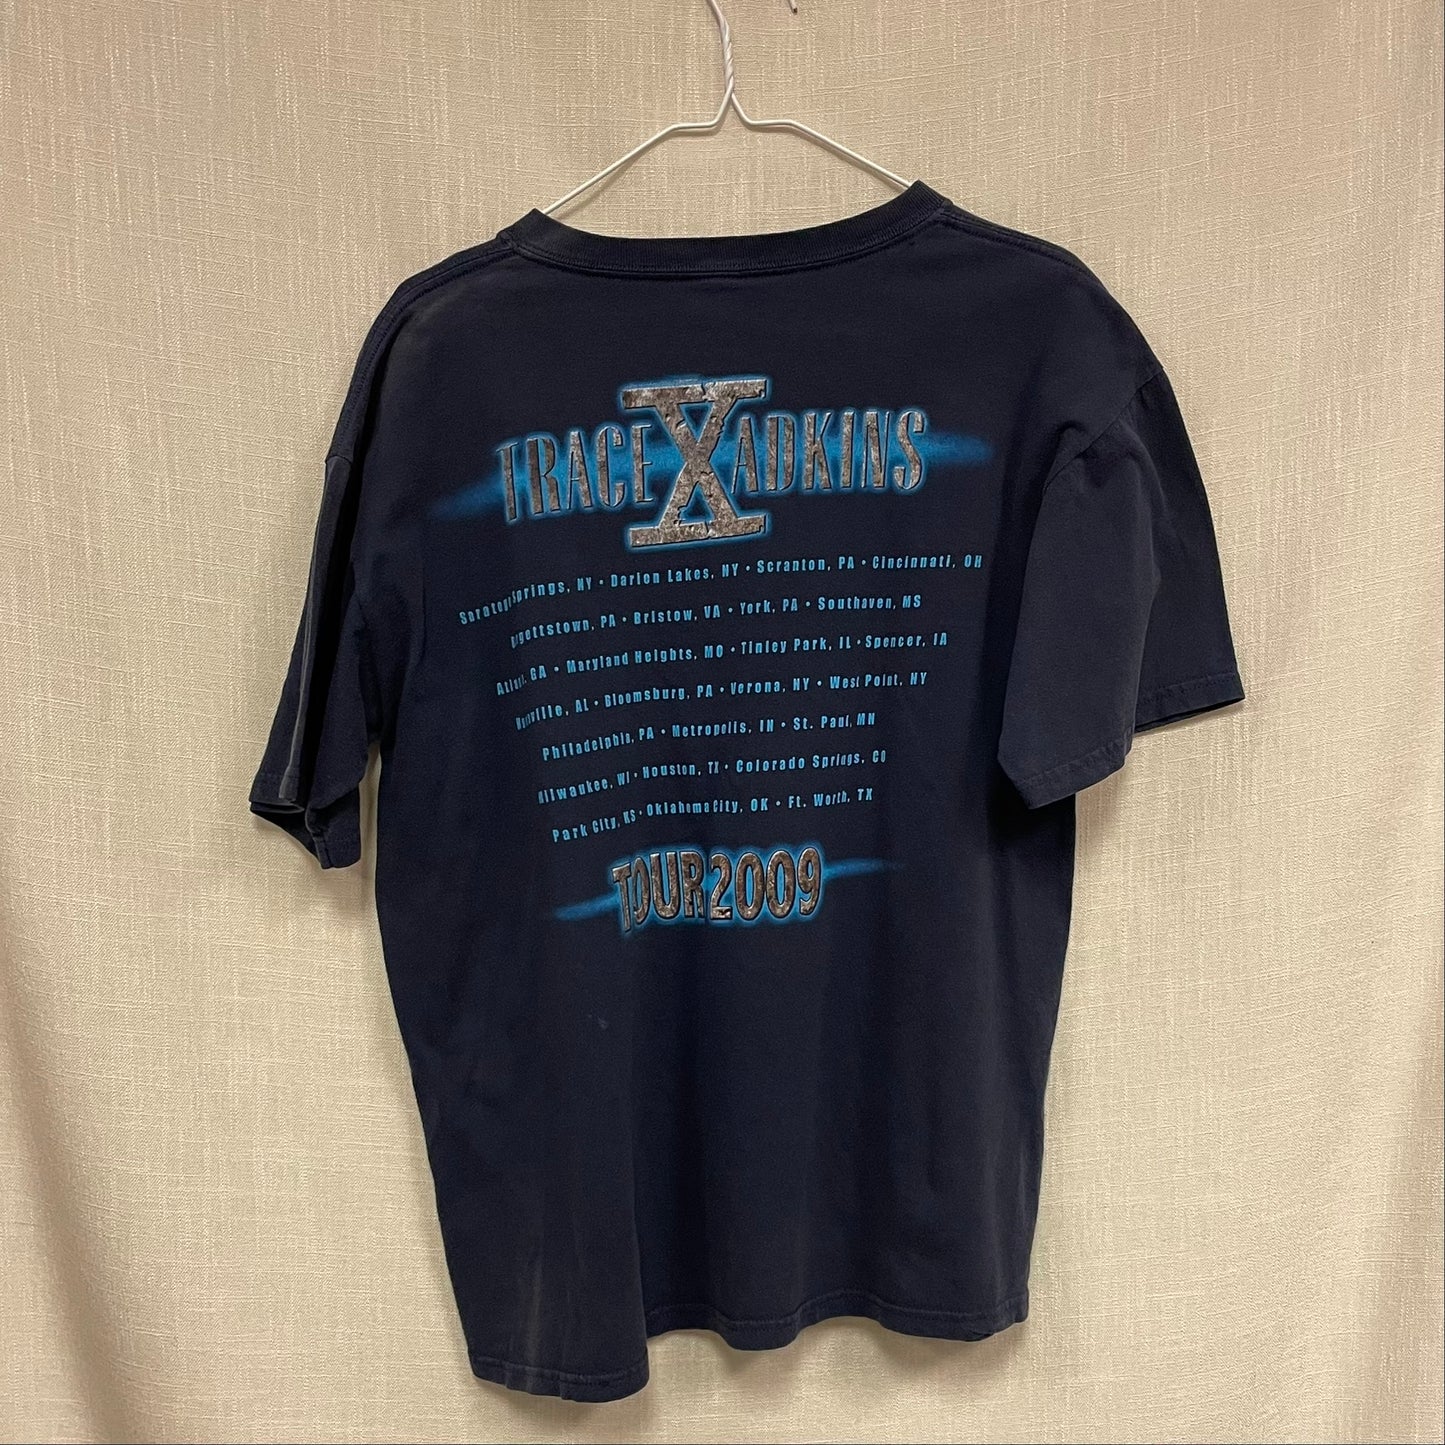 TRACE X ADKINS
Saratoga Springs, NY • Darion Lakes, NY • Scranton, PA • Cincinnati, OH
Burgettstown, PA • Bristow, VA • York, PA • Southaven, MS
GA • Maryland Heights, MO • Tinley Park, IL • Spencer, IA
AL • Bloomsburg, PA • Verona, NY • West Point, NY
Philadelphia, PA • Metropolis, IN • St. Paul, MN
Milwaukee, WI • Houston, TX • Colorado Springs, CO
Park City, KS • Oklahoma City, OK • Ft. Worth, TX
TOUR 2009